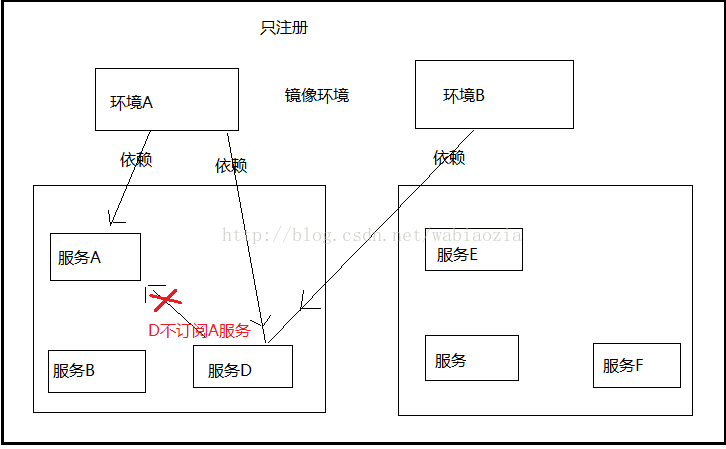 只注册
环境A
镜像环境
环境B
依赖
依赖
依赖
http://blog.csdn.net/wabiaozia
服务A
服务E
D不订阅A服务
服务B
服务D
服务
服务F